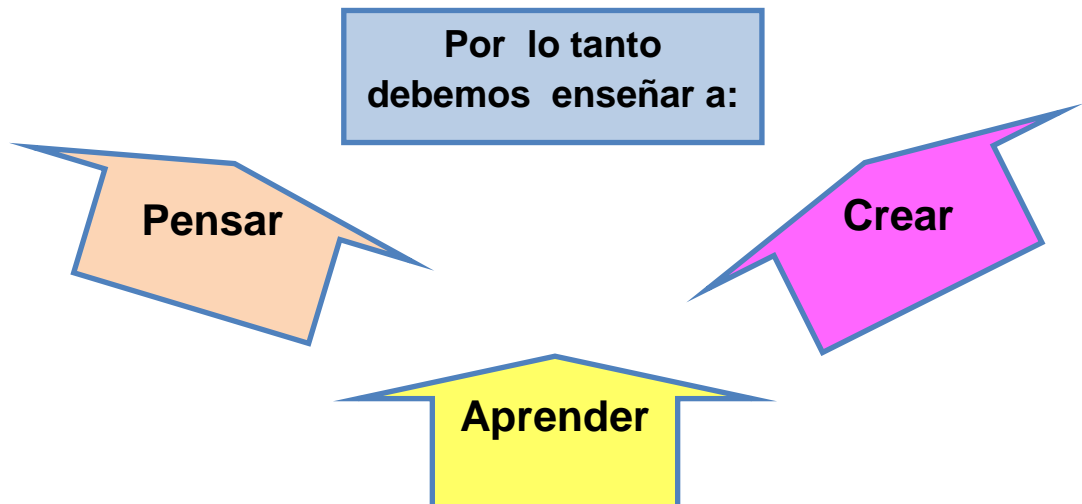 Por lo tanto
debemos enseñar a:
Pensar
Crear
Aprender